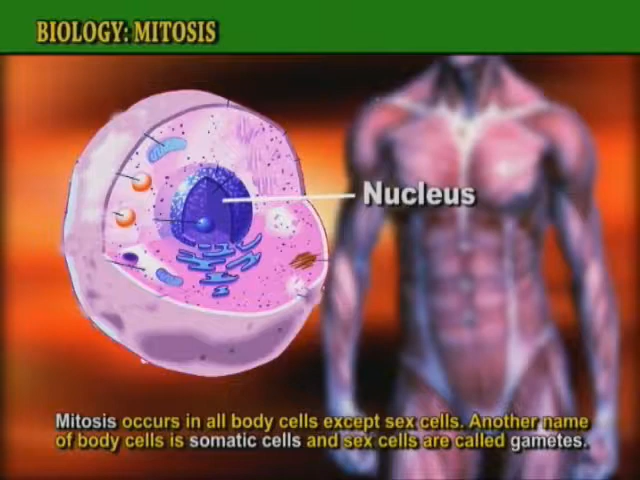 BIOLOGY: MITOSIS
Nucleus
Mitosis occurs in all body cells except sex cells. Another name
of body cells is somatic cells and sex cells are called gametes.